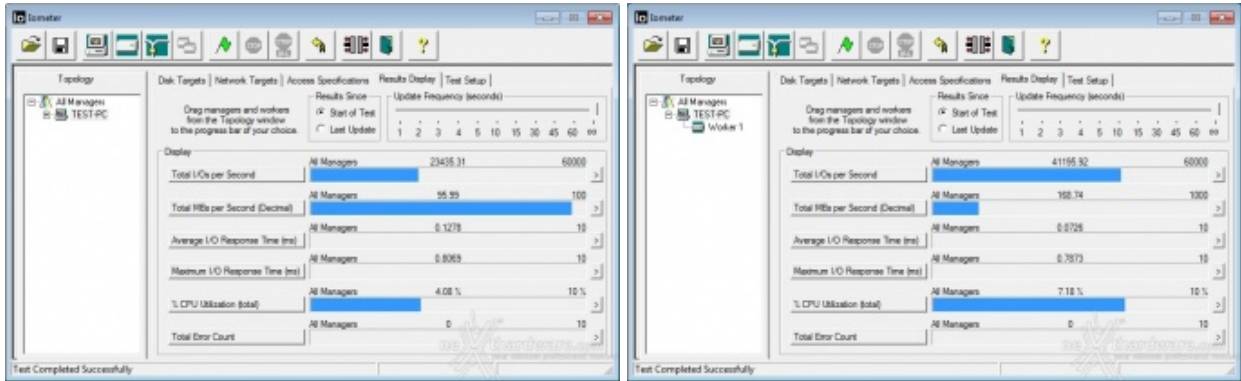 Iometer
Topology
All Managers
TEST-PC
Disk Targets | Network Targets | Access Specifications Results Display | Test Setup
Drag managers and workers
from the Topology window
to the progress bar of your choice.
Results Since
Start of Test
Last Update
Update Frequency (seconds)
1 2 3 4 5 10 15 30 45 60 oo
Display
All Managers 23435.31 60000
Total I/Os per Second
All Managers 95.99 100
Total MBs per Second (Decimal)
All Managers 0.1278 10
Average I/O Response Time (ms)
All Managers 0.8069 10
Maximum I/O Response Time (ms)
All Managers 4.08 % 10 %
% CPU Utilization (total)
All Managers 0 10
Total Error Count
Test Completed Successfully
Iometer
Topology
All Managers
TEST-PC
Worker 1
Disk Targets | Network Targets | Access Specifications Results Display | Test Setup
Drag managers and workers
from the Topology window
to the progress bar of your choice.
Results Since
Start of Test
Last Update
Update Frequency (seconds)
1 2 3 4 5 10 15 30 45 60 oo
Display
All Managers 41195.92 60000
Total I/Os per Second
All Managers 168.74 1000
Total MBs per Second (Decimal)
All Managers 0.0726 10
Average I/O Response Time (ms)
All Managers 0.7873 10
Maximum I/O Response Time (ms)
All Managers 7.18 % 10 %
% CPU Utilization (total)
All Managers 0 10
Total Error Count
Test Completed Successfully